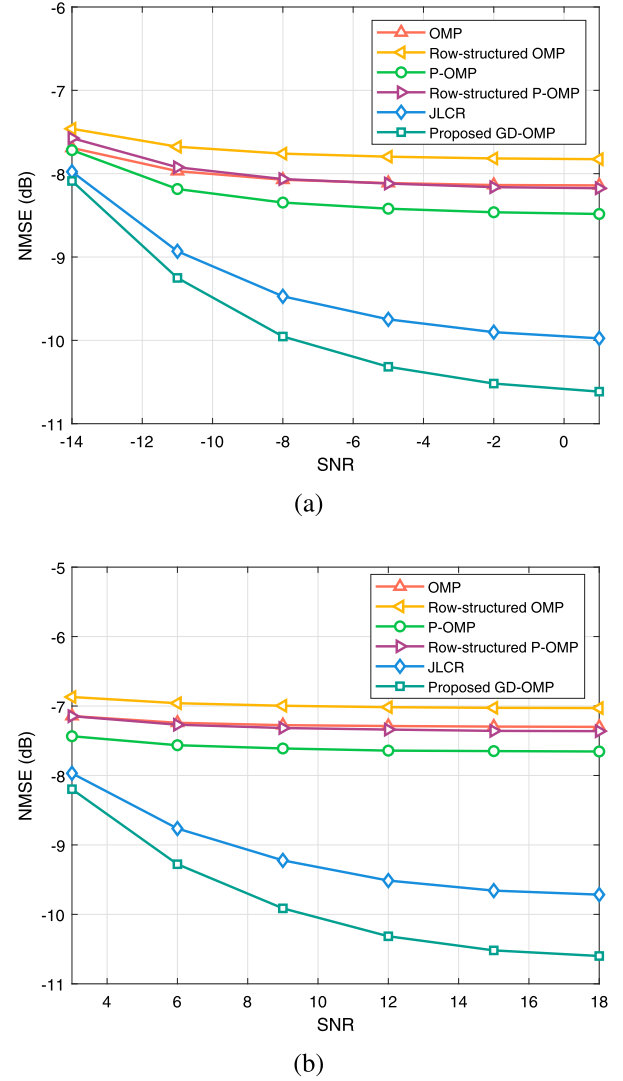 -6
-7
-8
-9
-10
-11
NMSE (dB)
OMP
Row-structured OMP
P-OMP
Row-structured P-OMP
JLCR
Proposed GD-OMP
-14 -12 -10 -8 -6 -4 -2 0
SNR
(a)
-5
-6
-7
-8
-9
-10
-11
NMSE (dB)
OMP
Row-structured OMP
P-OMP
Row-structured P-OMP
JLCR
Proposed GD-OMP
4 6 8 10 12 14 16 18
SNR
(b)